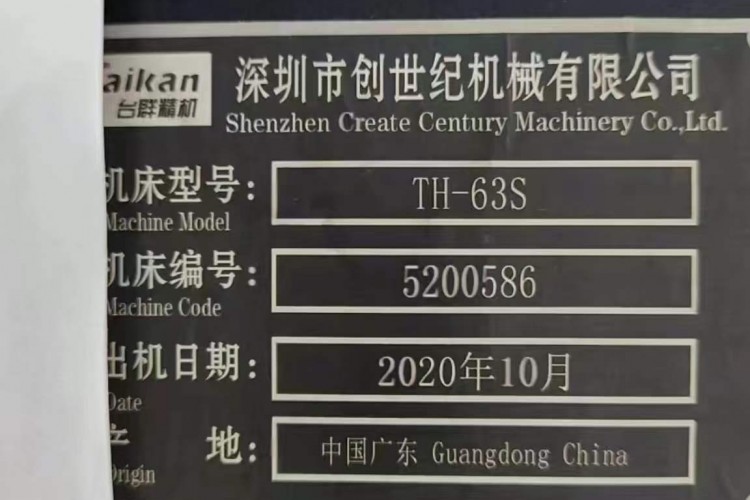 Taikan
台群精机
深圳市创世纪机械有限公司
Shenzhen Create Century Machinery Co.,Ltd.
机床型号: TH-63S
Machine Model
机床编号: 5200586
Machine Code
出机日期: 2020年10月
Date
产 地: 中国广东 Guangdong China
Origin